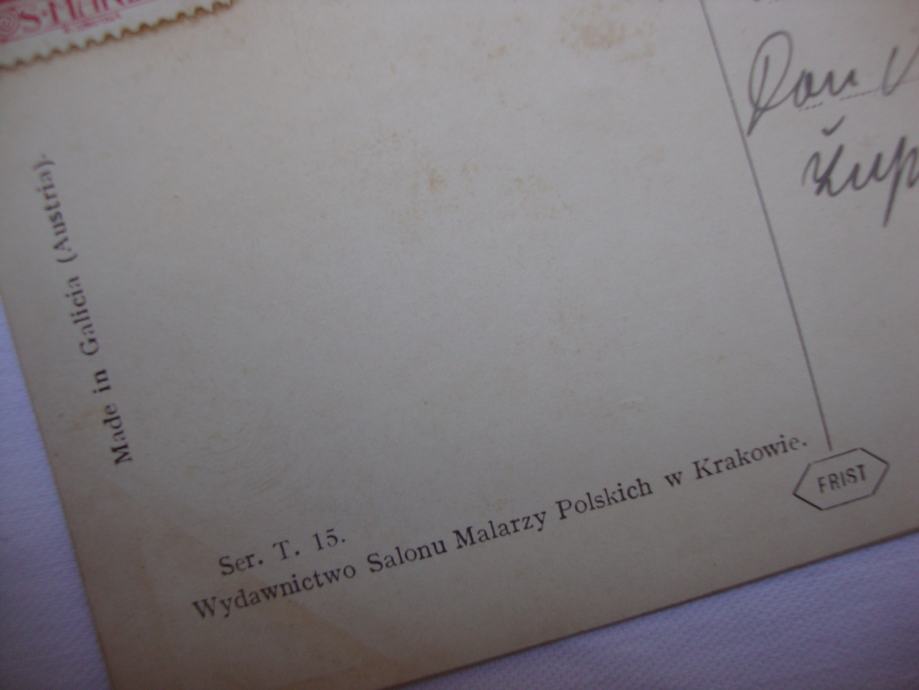 Made in Galicia (Austria).
Ser. T. 15.
Wydawnictwo Salonu Malarzy Polskich w Krakowie.
FRIST